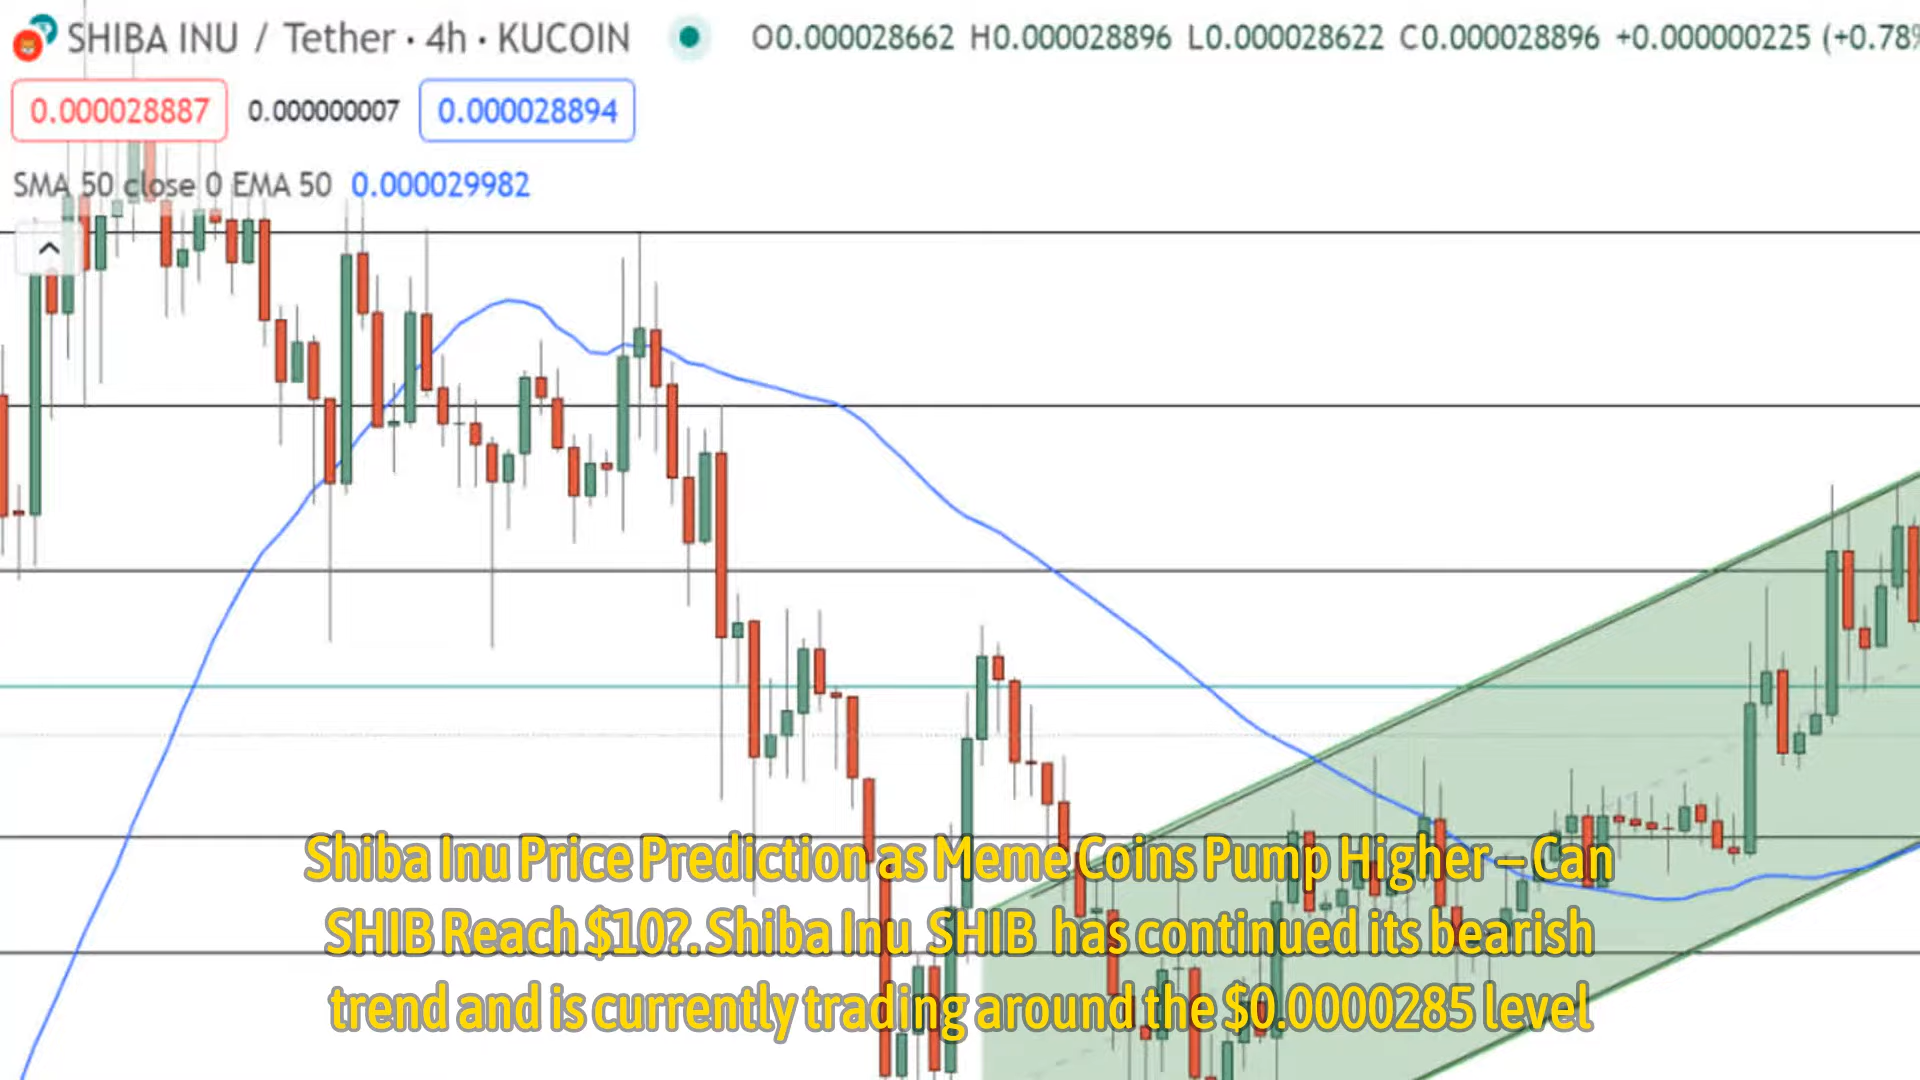 SHIBA INU / Tether · 4h · KUCOIN O0.000028662 H0.000028896 L0.000028622 C0.000028896 +0.000000225 (+0.78%
0.000028887 0.000000007 0.000028894
SMA 50 close 0 EMA 50 0.000029982
Shiba Inu Price Prediction as Meme Coins Pump Higher – Can
SHIB Reach $10?. Shiba Inu SHIB has continued its bearish
trend and is currently trading around the $0.0000285 level